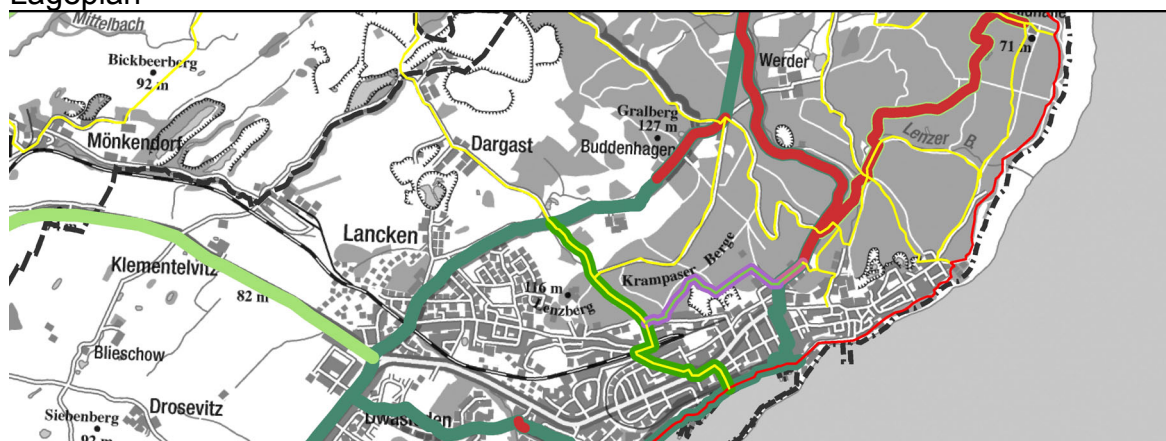 Lageplan
Mittelbach
Bickbeerberg
92 m
Mönkendorf
Dargast
Gralberg
127 m
Buddenhagen
Werder
71 m
Lenzer B.
Lancken
Klementelvitz
82 m
116 m
Lenzberg
Krampaser Berge
Blieschow
Drosevitz
Siebenberg
92 m